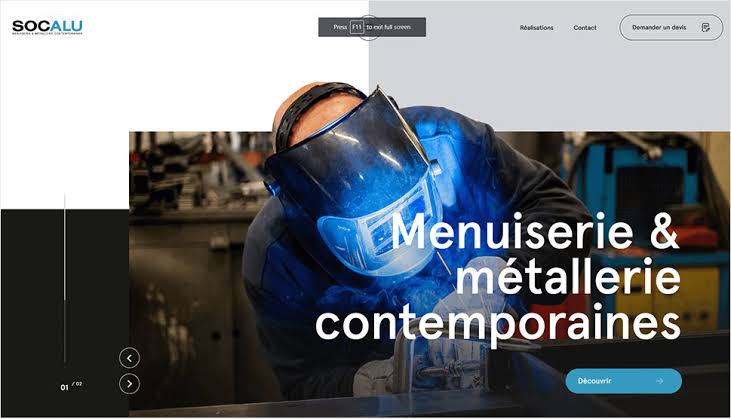 SOCALU
MENUISERIE & MÉTALLERIE CONTEMPORAINES
Press F11 to exit full screen
Réalisations
Contact
Demander un devis
Menuiserie &
métallerie
contemporaines
Découvrir
01 / 02